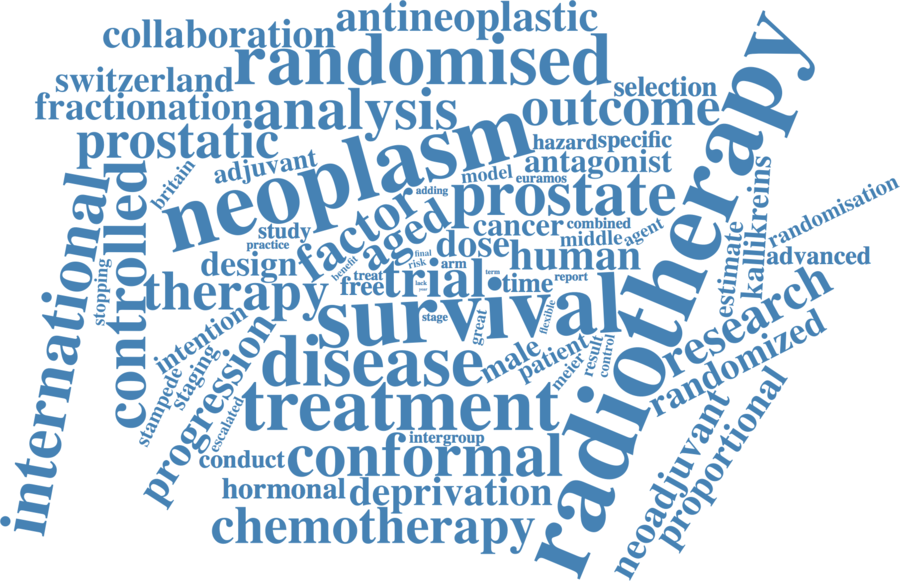 antineoplastic
collaboration
randomised
radiotherapy
switzerland
selection
fractionation
analysis
outcome
prostatic
neoplasm
hazard
specific
adjuvant
model
antagonist
euramos
britain
controlled
international
adding
prostate
kallikreins
randomisation
factor
aged
study
practice
cancer
combined
middle
agent
dose
human
design
benefit
final
risk
arm
treat
free
trial
lack
year
term
time
report
estimate
advanced
stopping
therapy
survival
stage
great
flexible
research
intention
disease
male
patient
meier
result
control
randomized
staging
stampede
progression
escalated
treatment
intergroup
conduct
conformal
neoadjuvant
proportional
hormonal
deprivation
chemotherapy